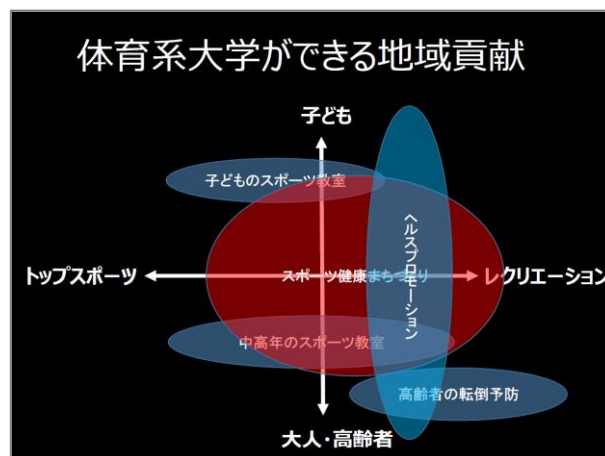 体育系大学ができる地域貢献
子ども
子どものスポーツ教室
ヘルスプロモーション
トップスポーツ
スポーツ健康まちづくり
レクリエーション
中高年のスポーツ教室
高齢者の転倒予防
大人・高齢者